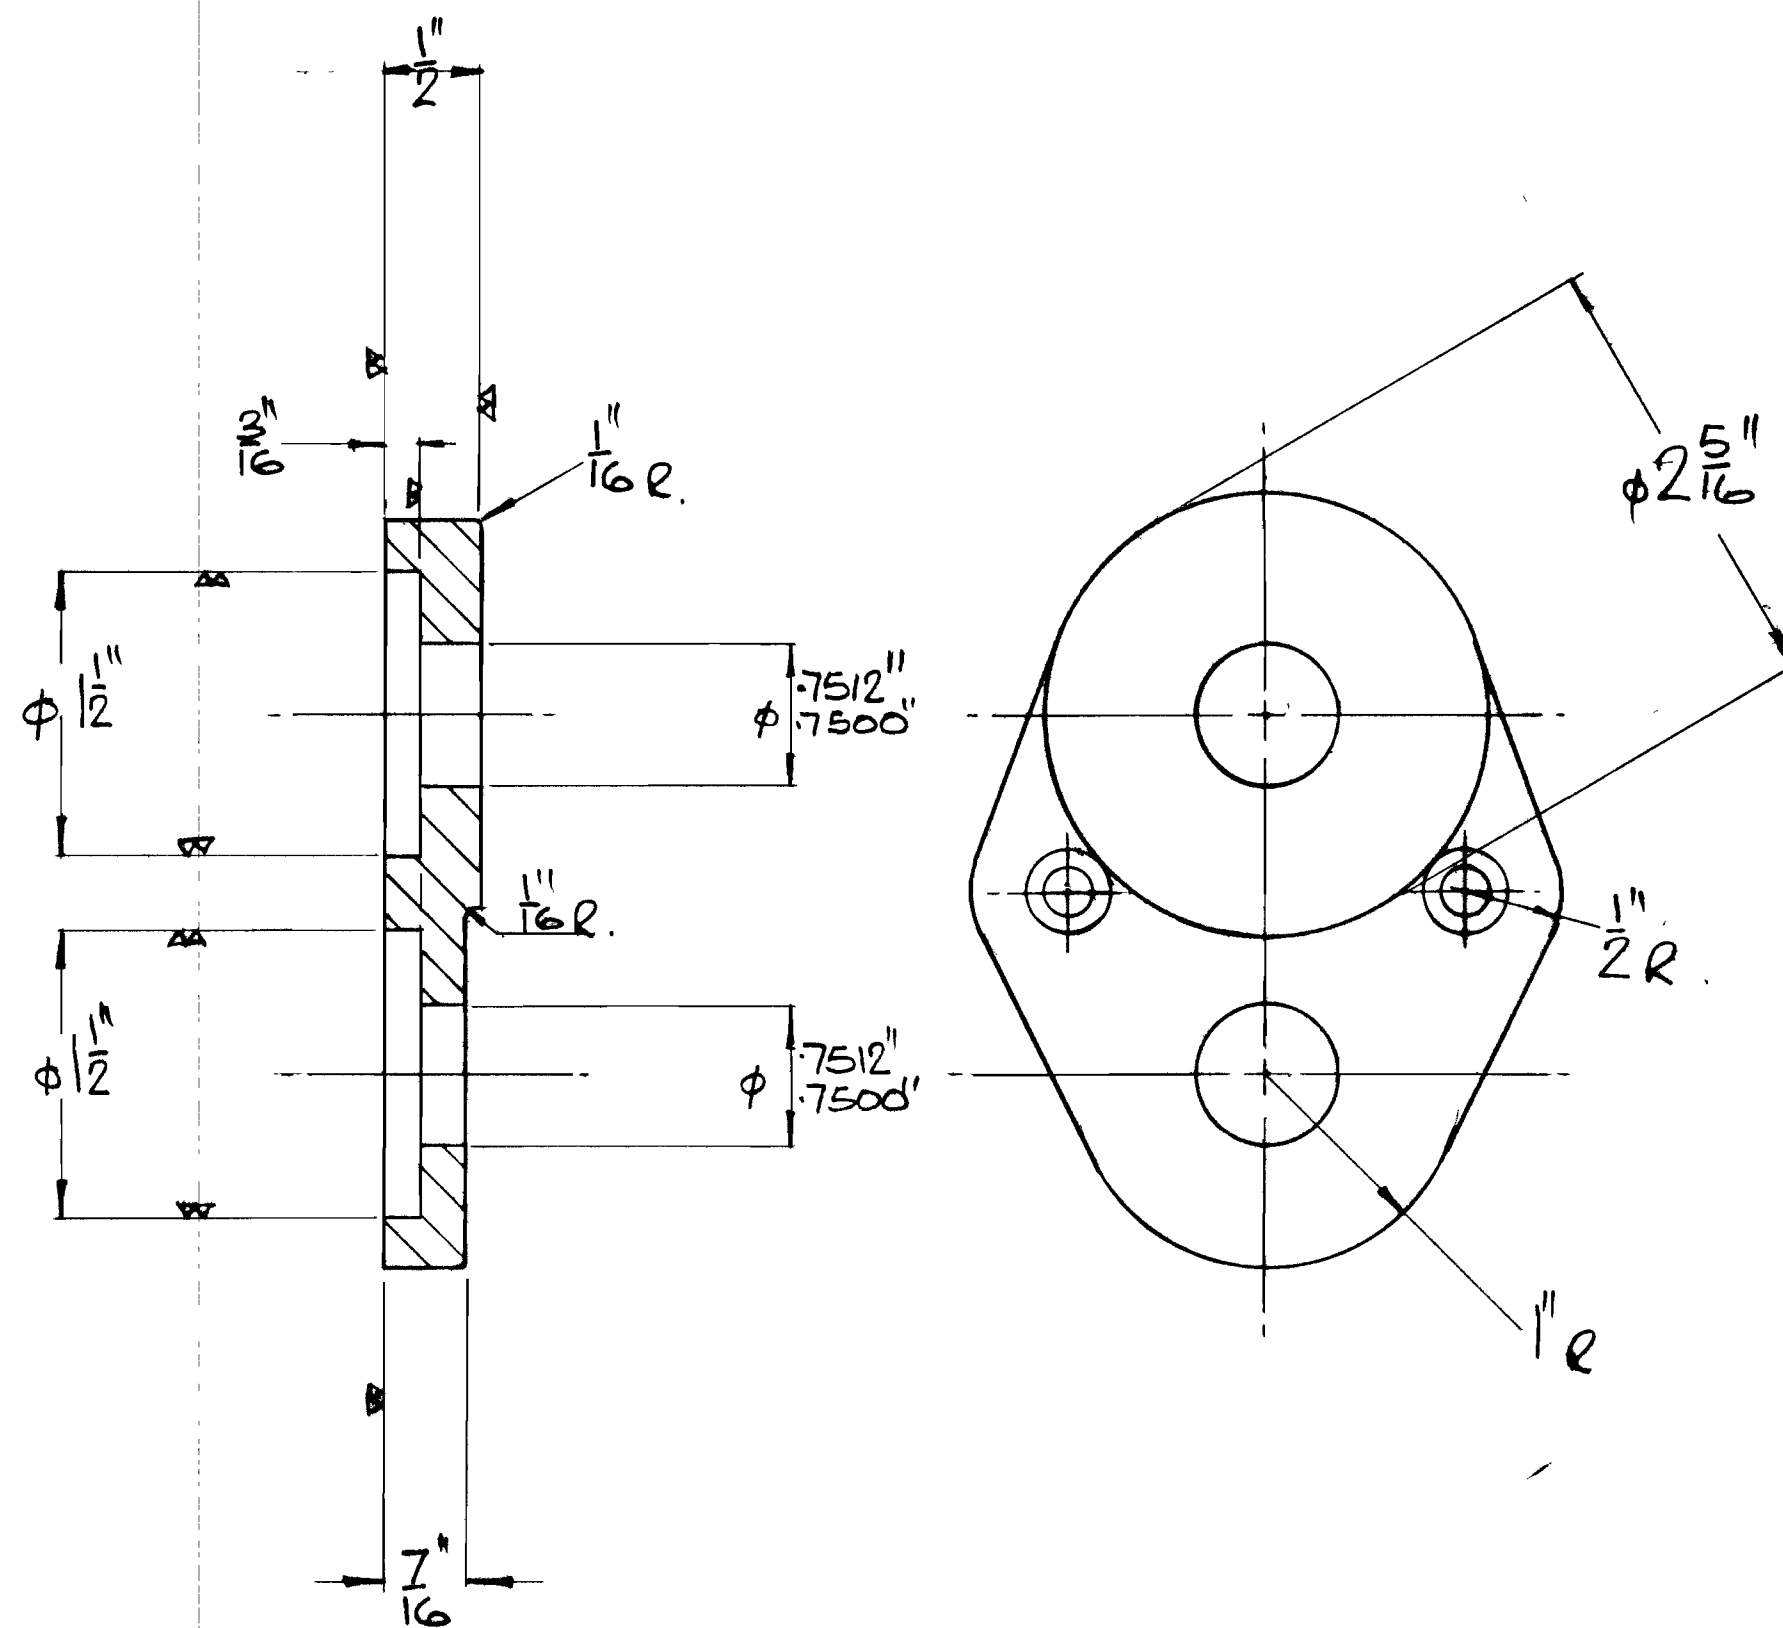 1/2"
3/16"
1/16" R.
ϕ 2 5/16"
ϕ 1 1/2"
ϕ .7512"
.7500"
1/16" R.
1/2" R.
ϕ 1 1/2"
ϕ .7512"
.7500"
1" R
7/16"